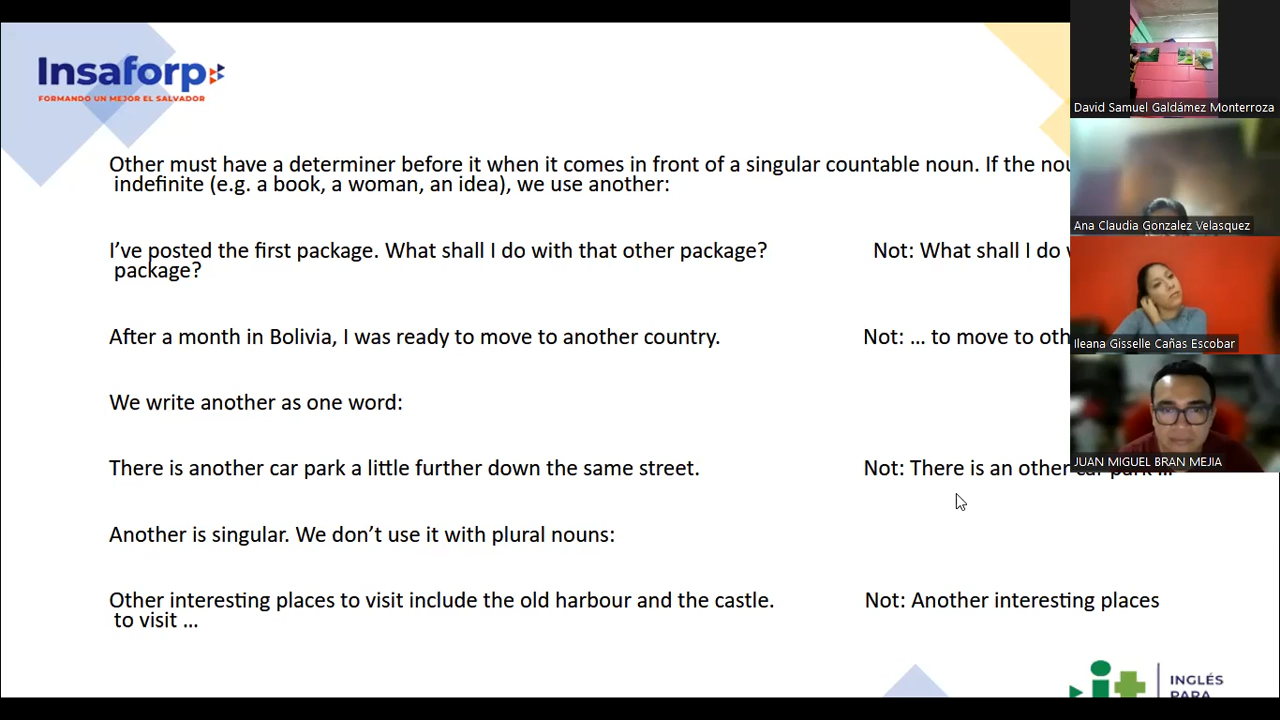 Insaforp
FORMANDO UN MEJOR EL SALVADOR
Other must have a determiner before it when it comes in front of a singular countable noun. If the
indefinite (e.g. a book, a woman, an idea), we use another:
I’ve posted the first package. What shall I do with that other package? Not: What shall I do
package?
After a month in Bolivia, I was ready to move to another country. Not: … to move to
We write another as one word:
There is another car park a little further down the same street. Not: There is an other car park …
Another is singular. We don’t use it with plural nouns:
Other interesting places to visit include the old harbour and the castle. Not: Another interesting places
to visit …
David Samuel Galdámez Monterroza
Ana Claudia Gonzalez Velasquez
Ileana Gisselle Cañas Escobar
JUAN MIGUEL BRAN MEJIA
it
INGLÉS
PARA